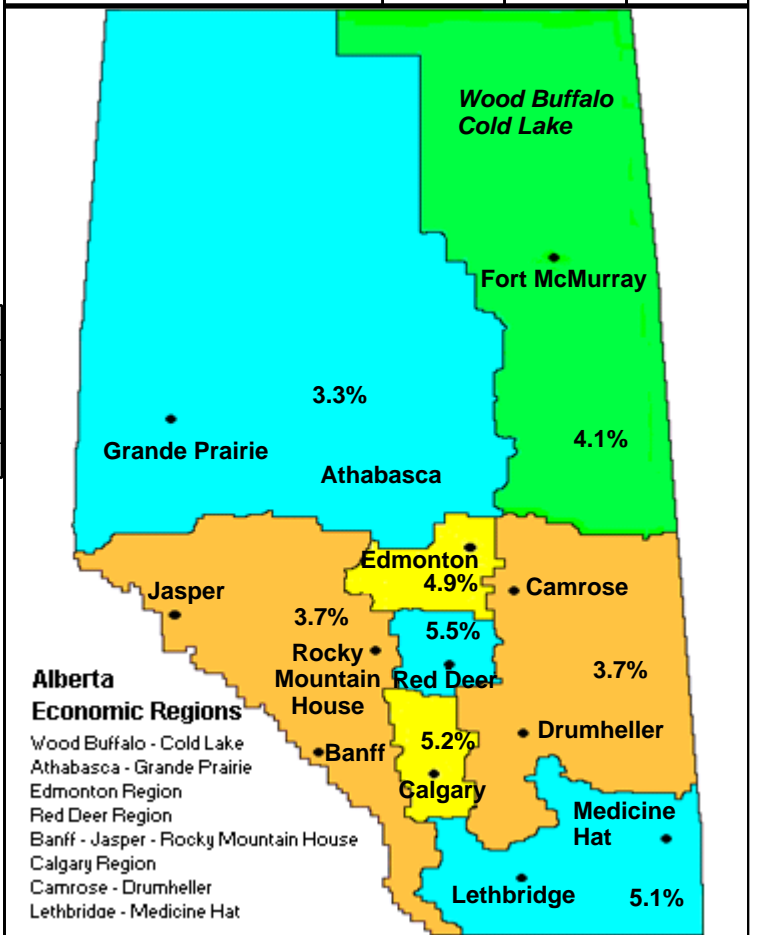 Wood Buffalo
Cold Lake
Fort McMurray
3.3%
4.1%
Grande Prairie
Athabasca
Edmonton
4.9%
Camrose
Jasper
3.7%
5.5%
Rocky
Mountain
House
Red Deer
3.7%
Alberta
Economic Regions
Wood Buffalo - Cold Lake
Athabasca - Grande Prairie
Edmonton Region
Red Deer Region
Banff - Jasper - Rocky Mountain House
Calgary Region
Camrose - Drumheller
Lethbridge - Medicine Hat
Banff
5.2%
Calgary
Drumheller
Medicine
Hat
Lethbridge
5.1%